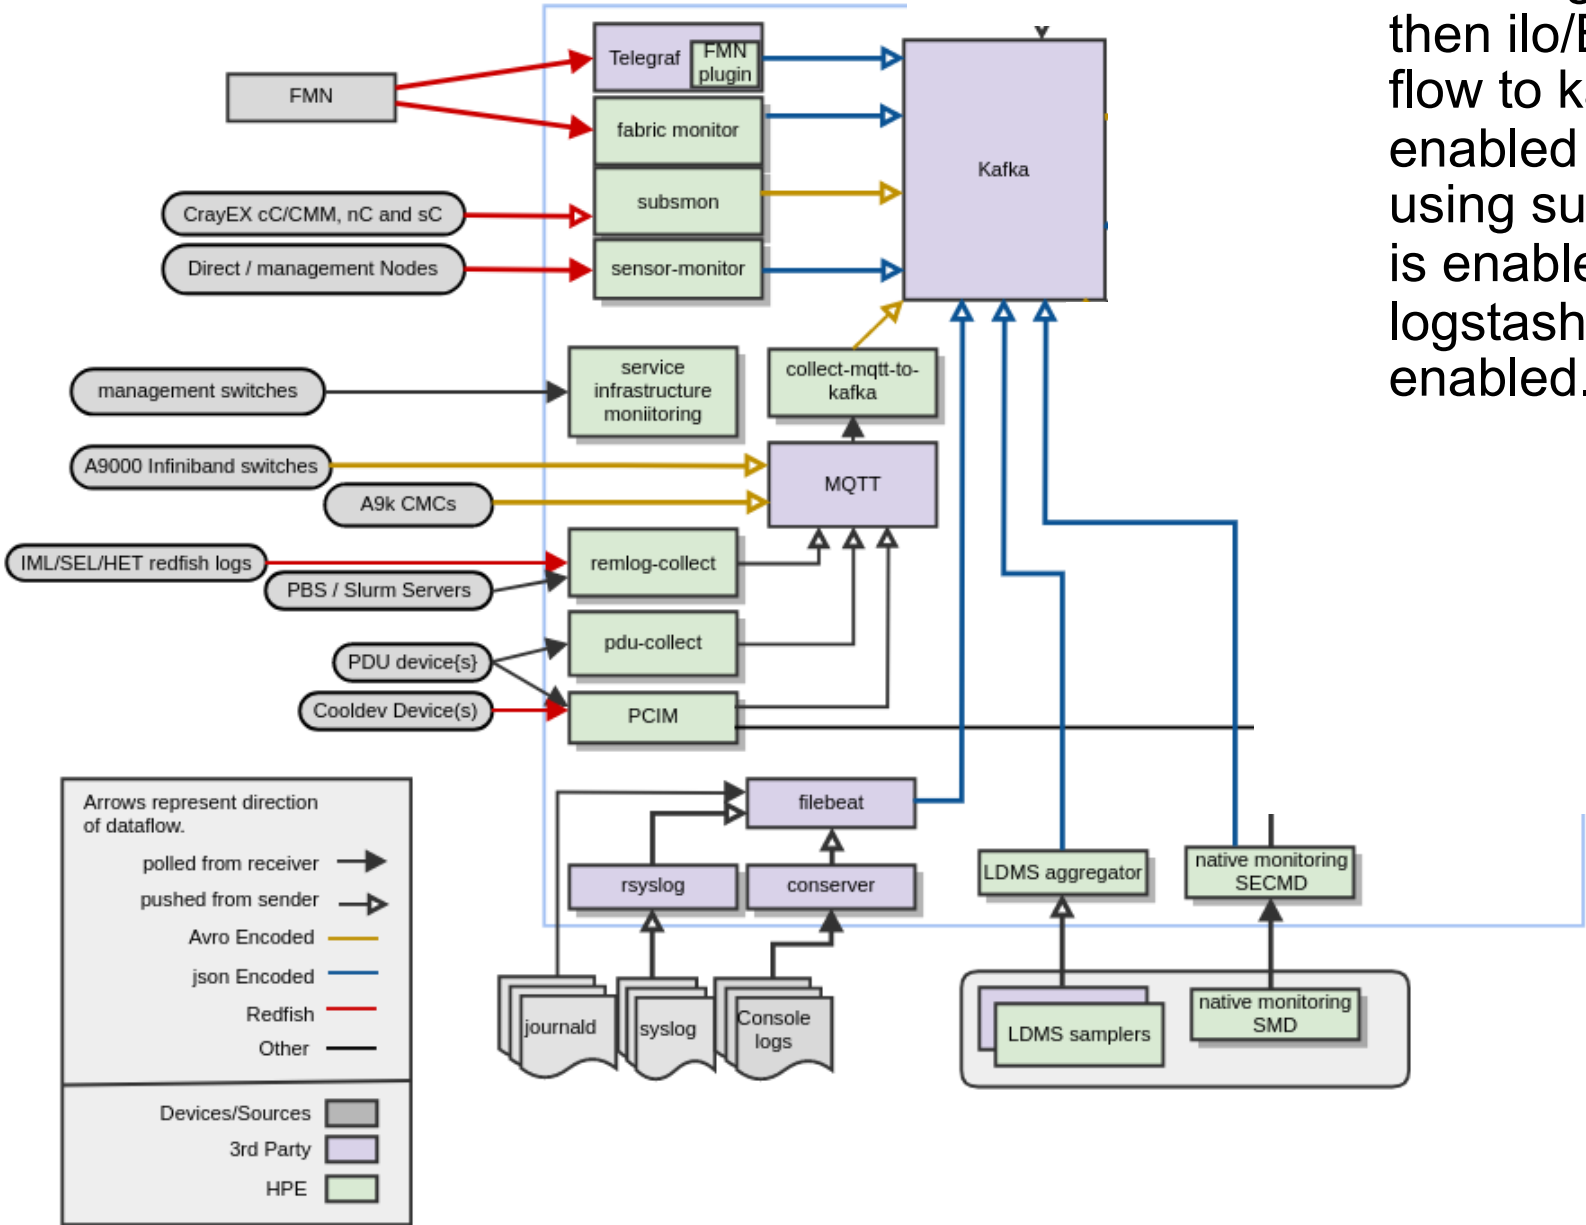 Telegraf
FMN
plugin
FMN
fabric monitor
Kafka
CrayEX cC/CMM, nC and sC
subsmon
Direct / management Nodes
sensor-monitor
then ilo/
flow to
enabled
using
is
logstash
enabled.
management switches
service
infrastructure
moniitoring
collect-mqtt-to-
kafka
A9000 Infiniband switches
A9k CMCs
MQTT
IML/SEL/HET redfish logs
PBS / Slurm Servers
remlog-collect
PDU device{s}
pdu-collect
Cooldev Device(s)
PCIM
filebeat
rsyslog
conserver
LDMS aggregator
native monitoring
SECMD
journald
syslog
Console
logs
LDMS samplers
native monitoring
SMD
Arrows represent direction
of dataflow.
polled from receiver
pushed from sender
Avro Encoded
json Encoded
Redfish
Other
Devices/Sources
3rd Party
HPE